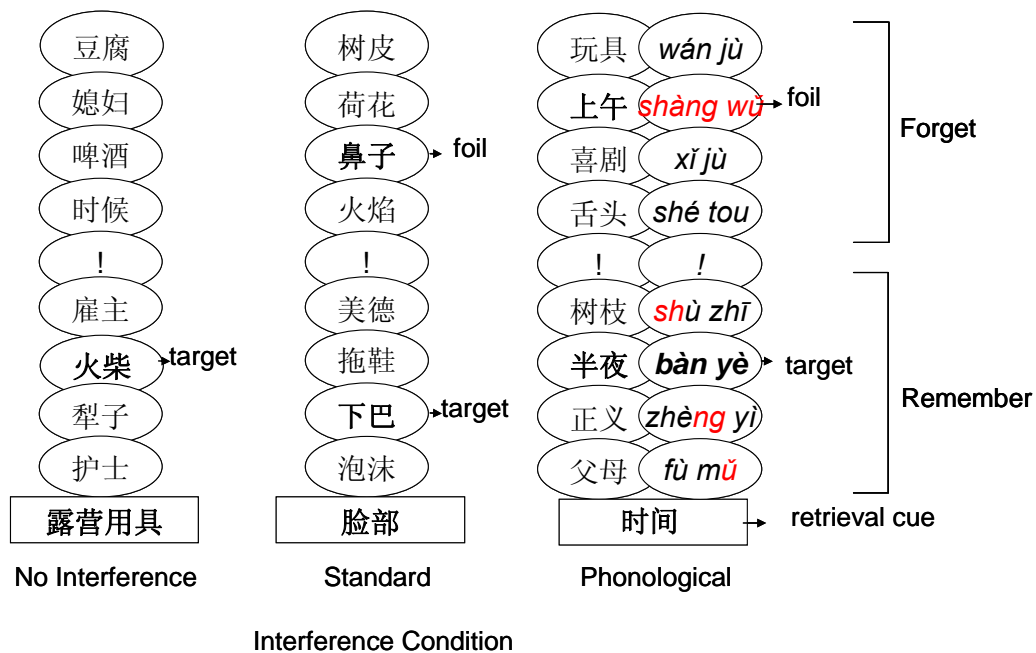 豆腐 树皮 玩具 wán jù
媳妇 荷花 上午 shàng wǔ foil
啤酒 鼻子 foil 喜剧 xǐ jù Forget
时候 火焰 舌头 shé tou
! ! ! !
雇主 美德 树枝 shù zhī
火柴 target 拖鞋 半夜 bàn yè target
犁子 下巴 target 正义 zhèng yì Remember
护士 泡沫 父母 fù mǔ
露营用具 脸部 时间 retrieval cue
No Interference Standard Phonological
Interference Condition